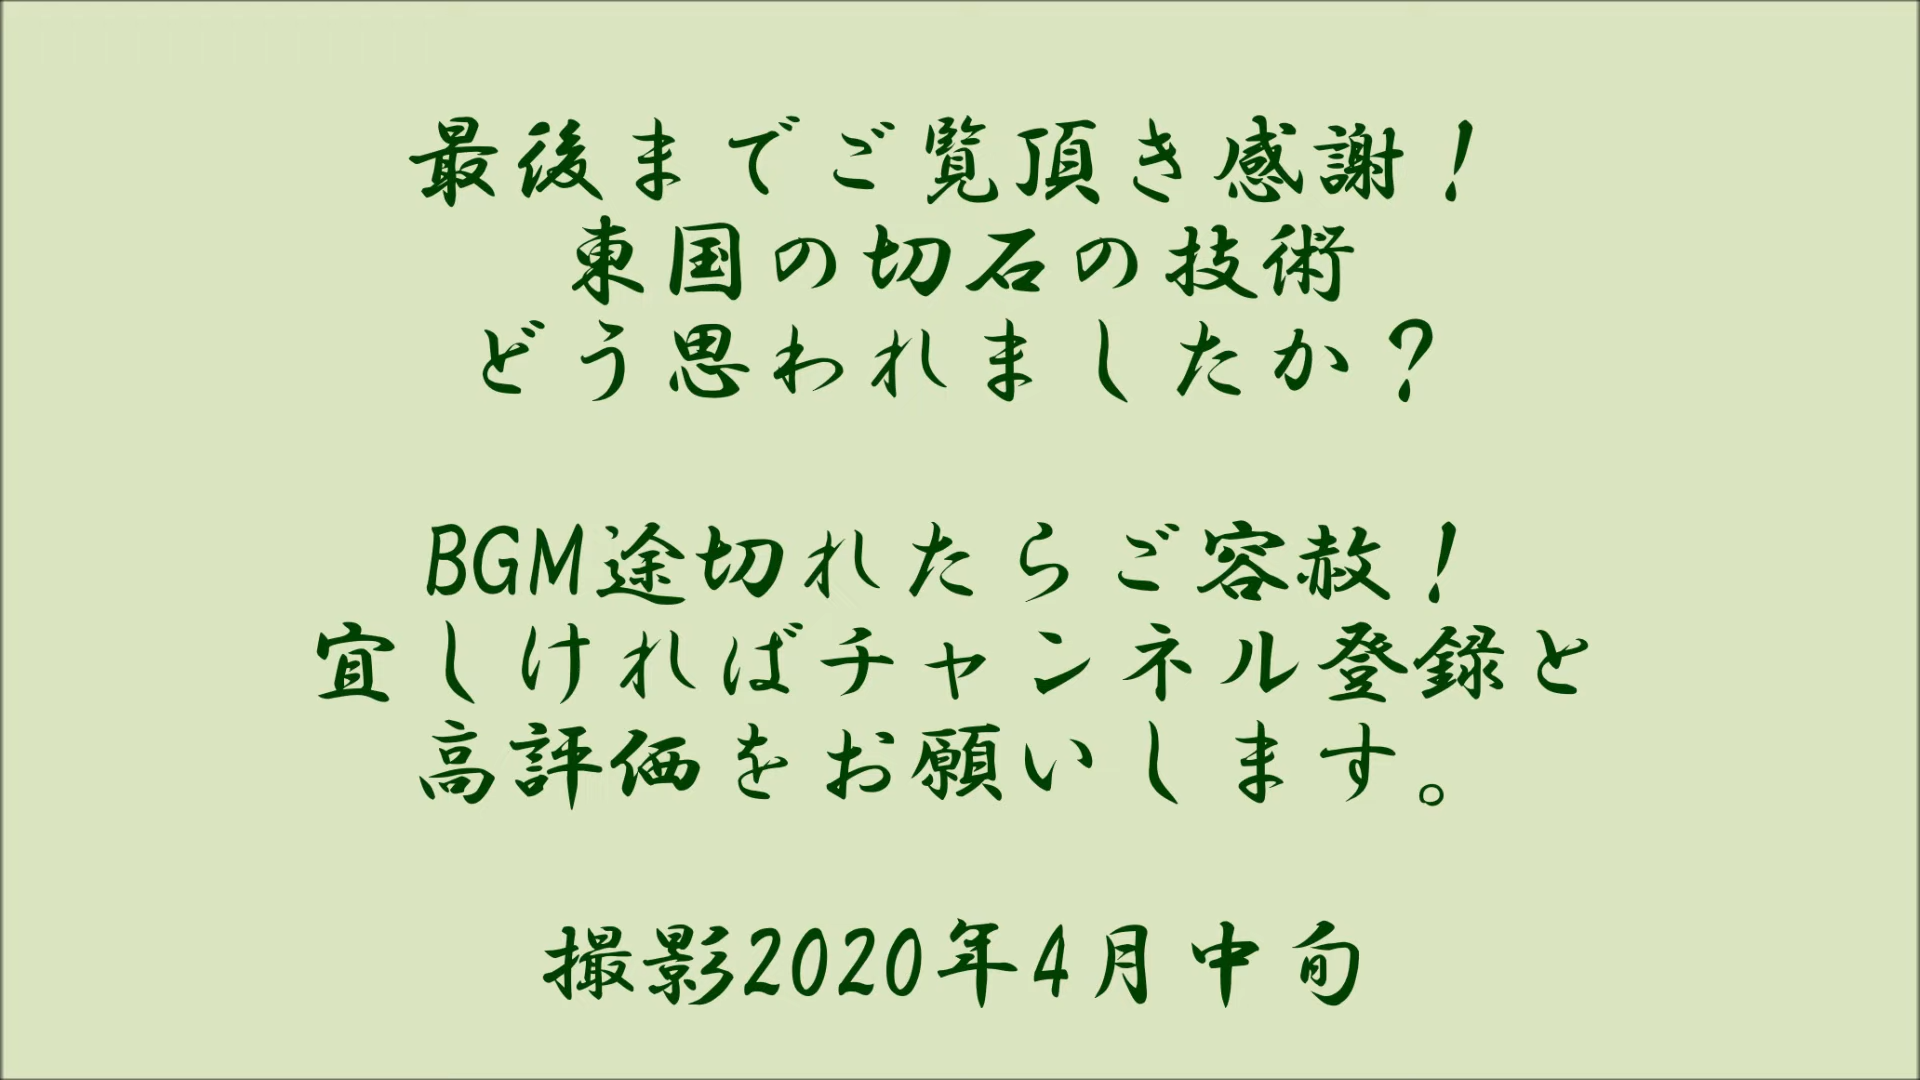 最後までご覧頂き感謝！
東国の切石の技術
どう思われましたか？
BGM途切れたらご容赦！
宜しければチャンネル登録と
高評価をお願いします。
撮影2020年4月中旬